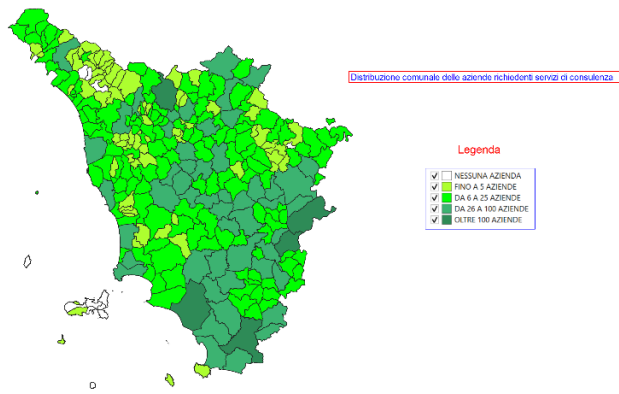 Distribuzione comunale delle aziende richiedenti servizi di consulenza
Legenda
NESSUNA AZIENDA
FINO A 5 AZIENDE
DA 6 A 25 AZIENDE
DA 26 A 100 AZIENDE
OLTRE 100 AZIENDE